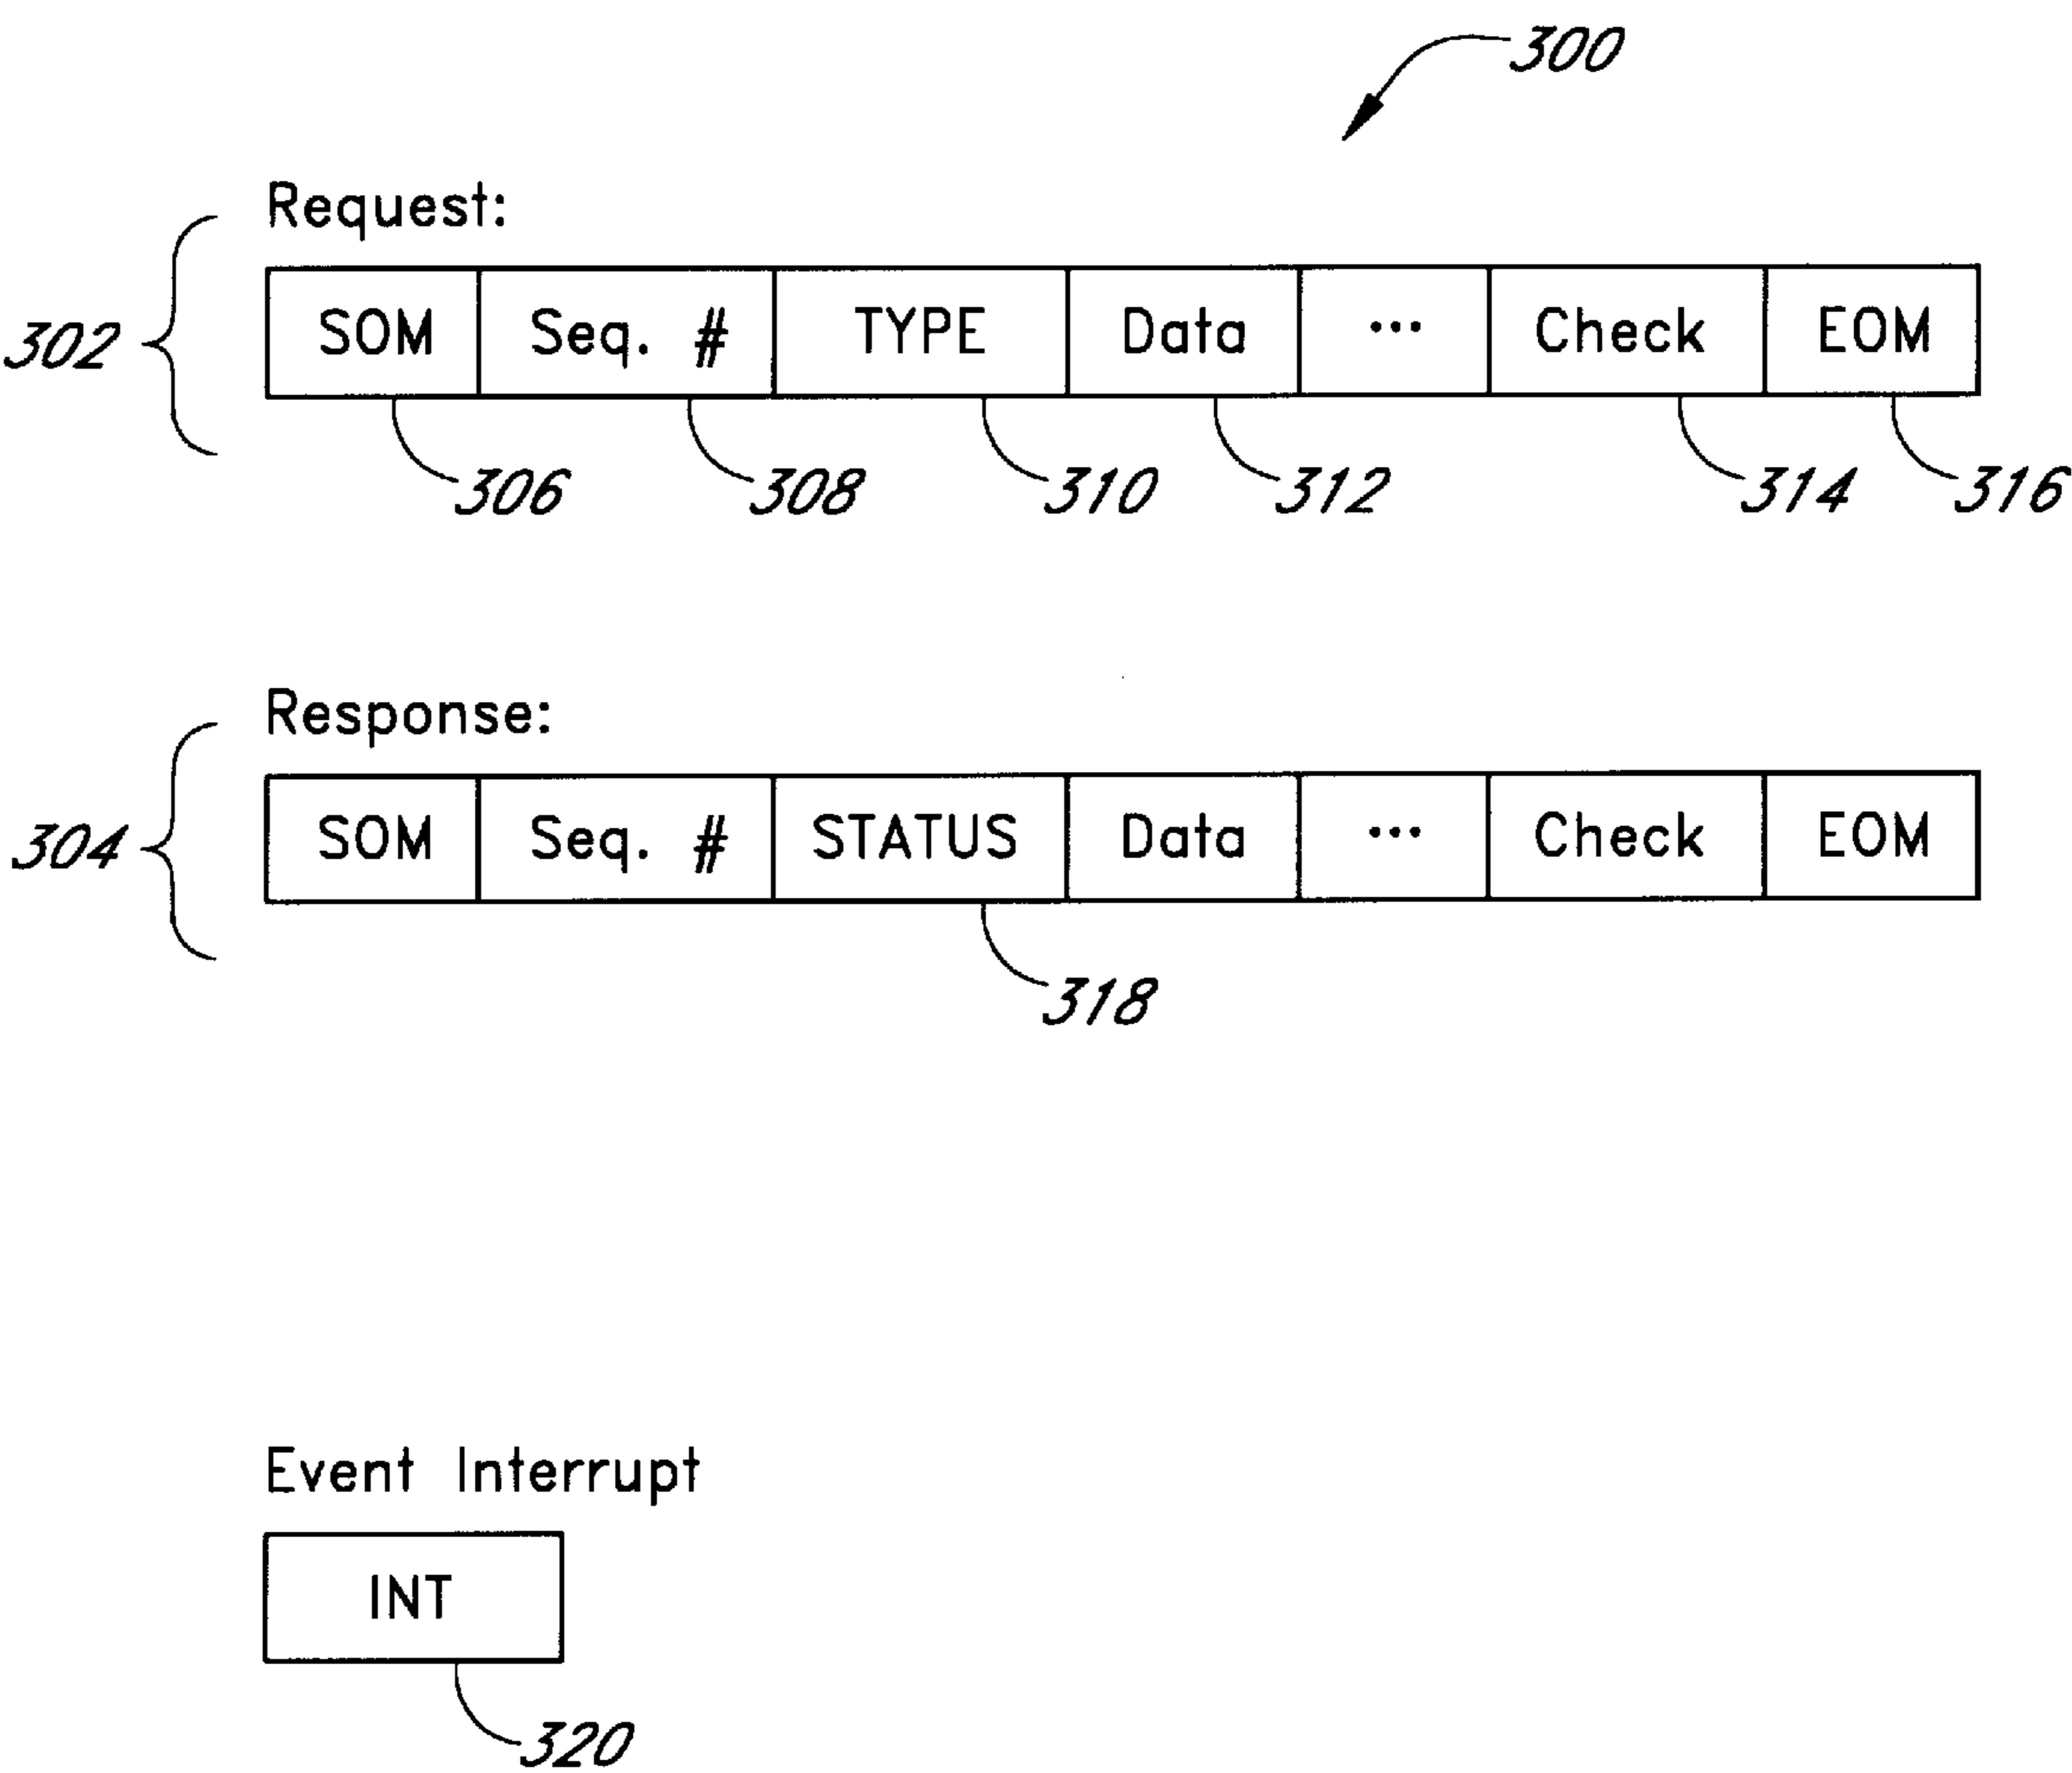 300
Request:
302
SOM Seq. # TYPE Data ... Check EOM
306 308 310 312 314 316
Response:
304
SOM Seq. # STATUS Data ... Check EOM
318
Event Interrupt
INT
320